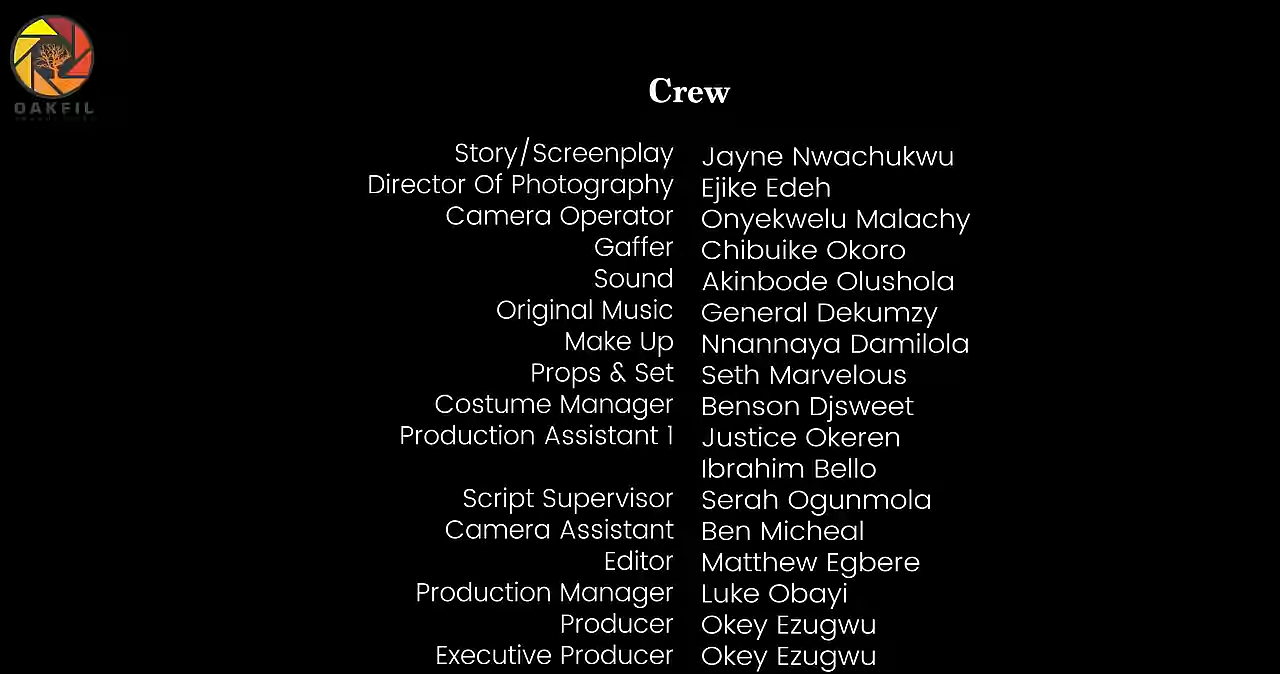 OAKFIL
Crew
Story/Screenplay Jayne Nwachukwu
Director Of Photography Ejike Edeh
Camera Operator Onyekwelu Malachy
Gaffer Chibuike Okoro
Sound Akinbode Olushola
Original Music General Dekumzy
Make Up Nnannaya Damilola
Props & Set Seth Marvelous
Costume Manager Benson Djsweet
Production Assistant 1 Justice Okeren
Ibrahim Bello
Script Supervisor Serah Ogunmola
Camera Assistant Ben Micheal
Editor Matthew Egbere
Production Manager Luke Obayi
Producer Okey Ezugwu
Executive Producer Okey Ezugwu